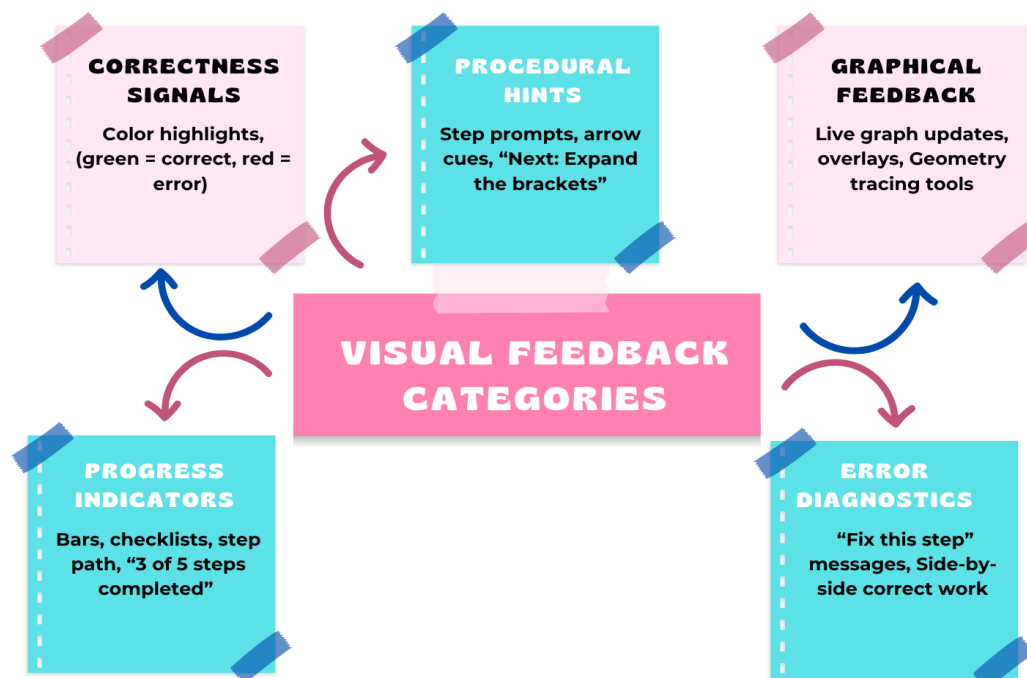 CORRECTNESS
SIGNALS
Color highlights,
(green = correct, red =
error)
PROCEDURAL
HINTS
Step prompts, arrow
cues, “Next: Expand
the brackets”
GRAPHICAL
FEEDBACK
Live graph updates,
overlays, Geometry
tracing tools
VISUAL FEEDBACK
CATEGORIES
PROGRESS
INDICATORS
Bars, checklists, step
path, “3 of 5 steps
completed”
ERROR
DIAGNOSTICS
“Fix this step”
messages, Side-by-
side correct work